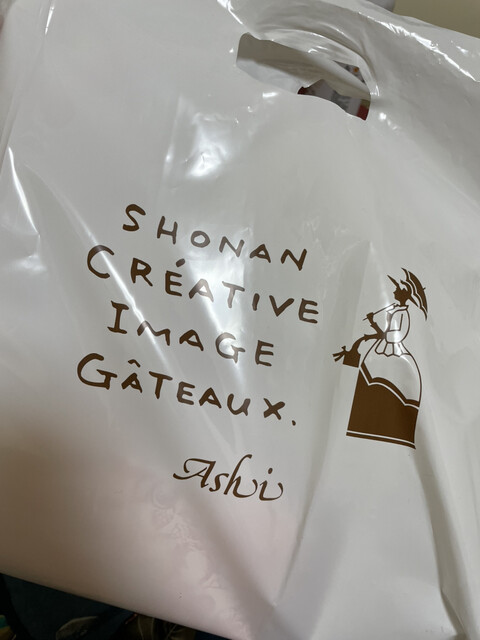 SHONAN
CRÉATIVE
IMAGE
GÂTEAUX.
Ashi